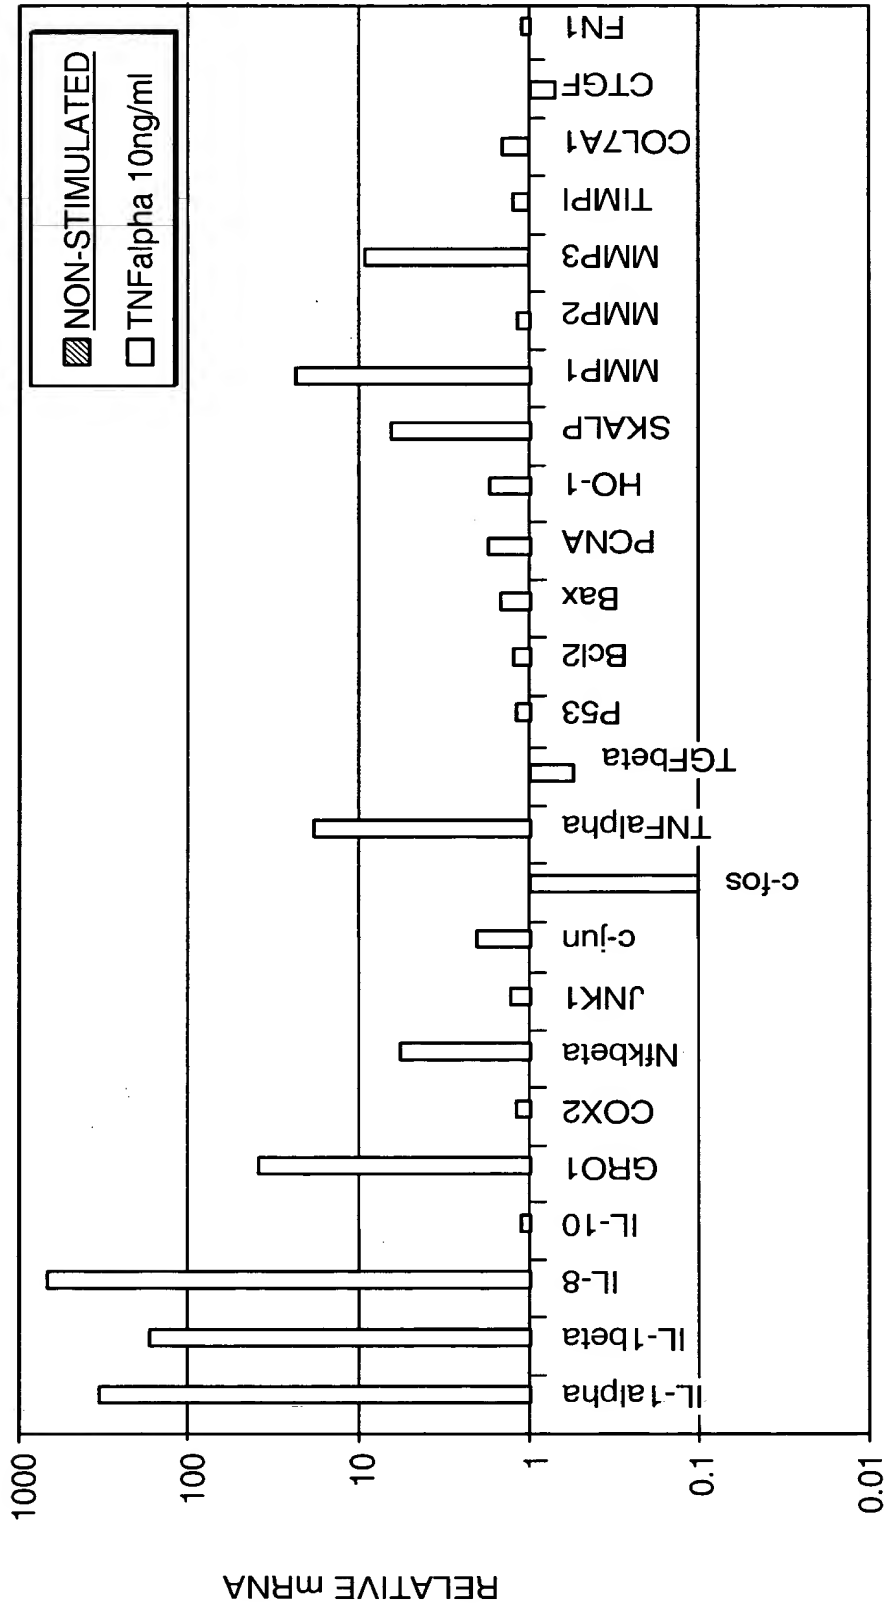 NON-STIMULATED
TNFalpha 10ng/ml
RELATIVE mRNA
1000
100
10
1
0.1
0.01
IL-1alpha
IL-1beta
IL-8
IL-10
GRO1
COX2
Nfkbeta
JNK1
c-jun
c-fos
TNFalpha
TGFbeta
P53
Bcl2
Bax
PCNA
HO-1
SKALP
MMP1
MMP2
MMP3
TIMPI
COL7A1
CTGF
FN1